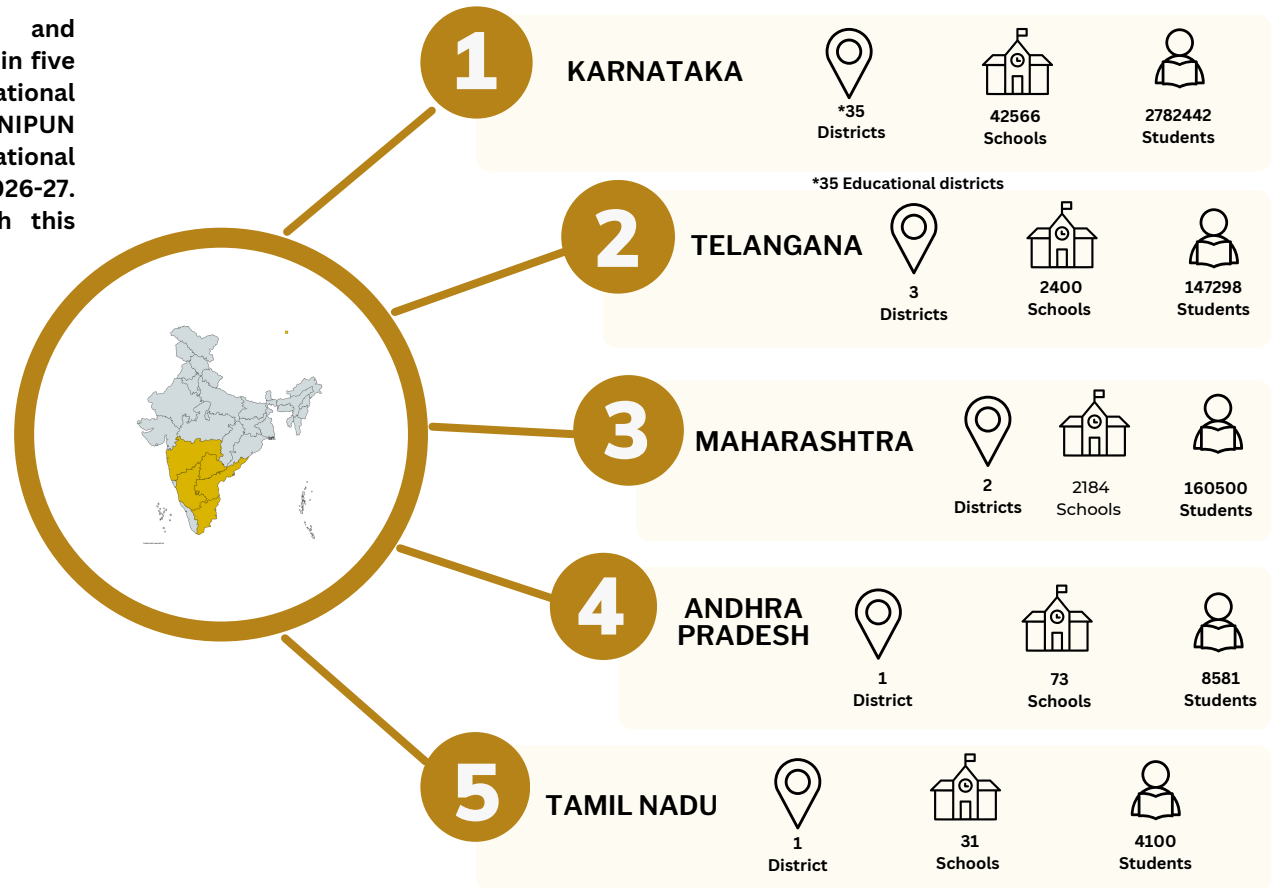 and
in five
ational
NIPUN
ational
026-27.
h this
1
KARNATAKA
*35
Districts
42566
Schools
2782442
Students
*35 Educational districts
2
TELANGANA
3
Districts
2400
Schools
147298
Students
3
MAHARASHTRA
2
Districts
2184
Schools
160500
Students
4
ANDHRA
PRADESH
1
District
73
Schools
8581
Students
5
TAMIL NADU
1
District
31
Schools
4100
Students